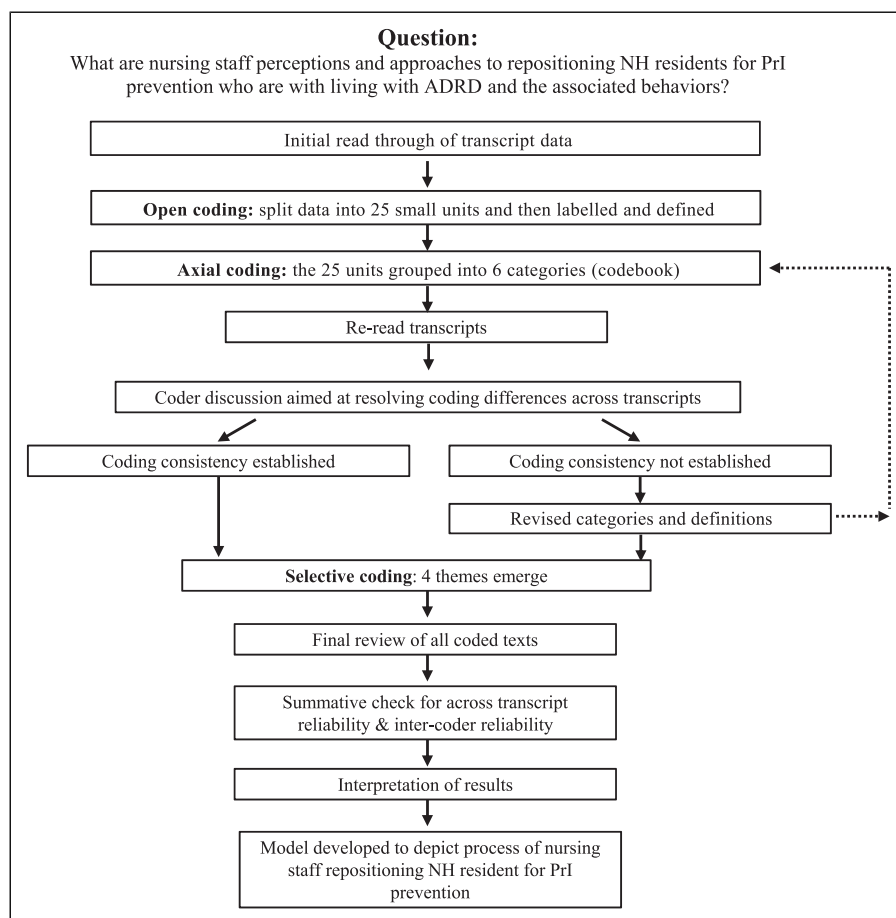 Question:
What are nursing staff perceptions and approaches to repositioning NH residents for PrI
prevention who are with living with ADRD and the associated behaviors?
Initial read through of transcript data
Open coding: split data into 25 small units and then labelled and defined
Axial coding: the 25 units grouped into 6 categories (codebook)
Re-read transcripts
Coder discussion aimed at resolving coding differences across transcripts
Coding consistency established
Coding consistency not established
Revised categories and definitions
Selective coding: 4 themes emerge
Final review of all coded texts
Summative check for across transcript
reliability & inter-coder reliability
Interpretation of results
Model developed to depict process of nursing
staff repositioning NH resident for PrI
prevention